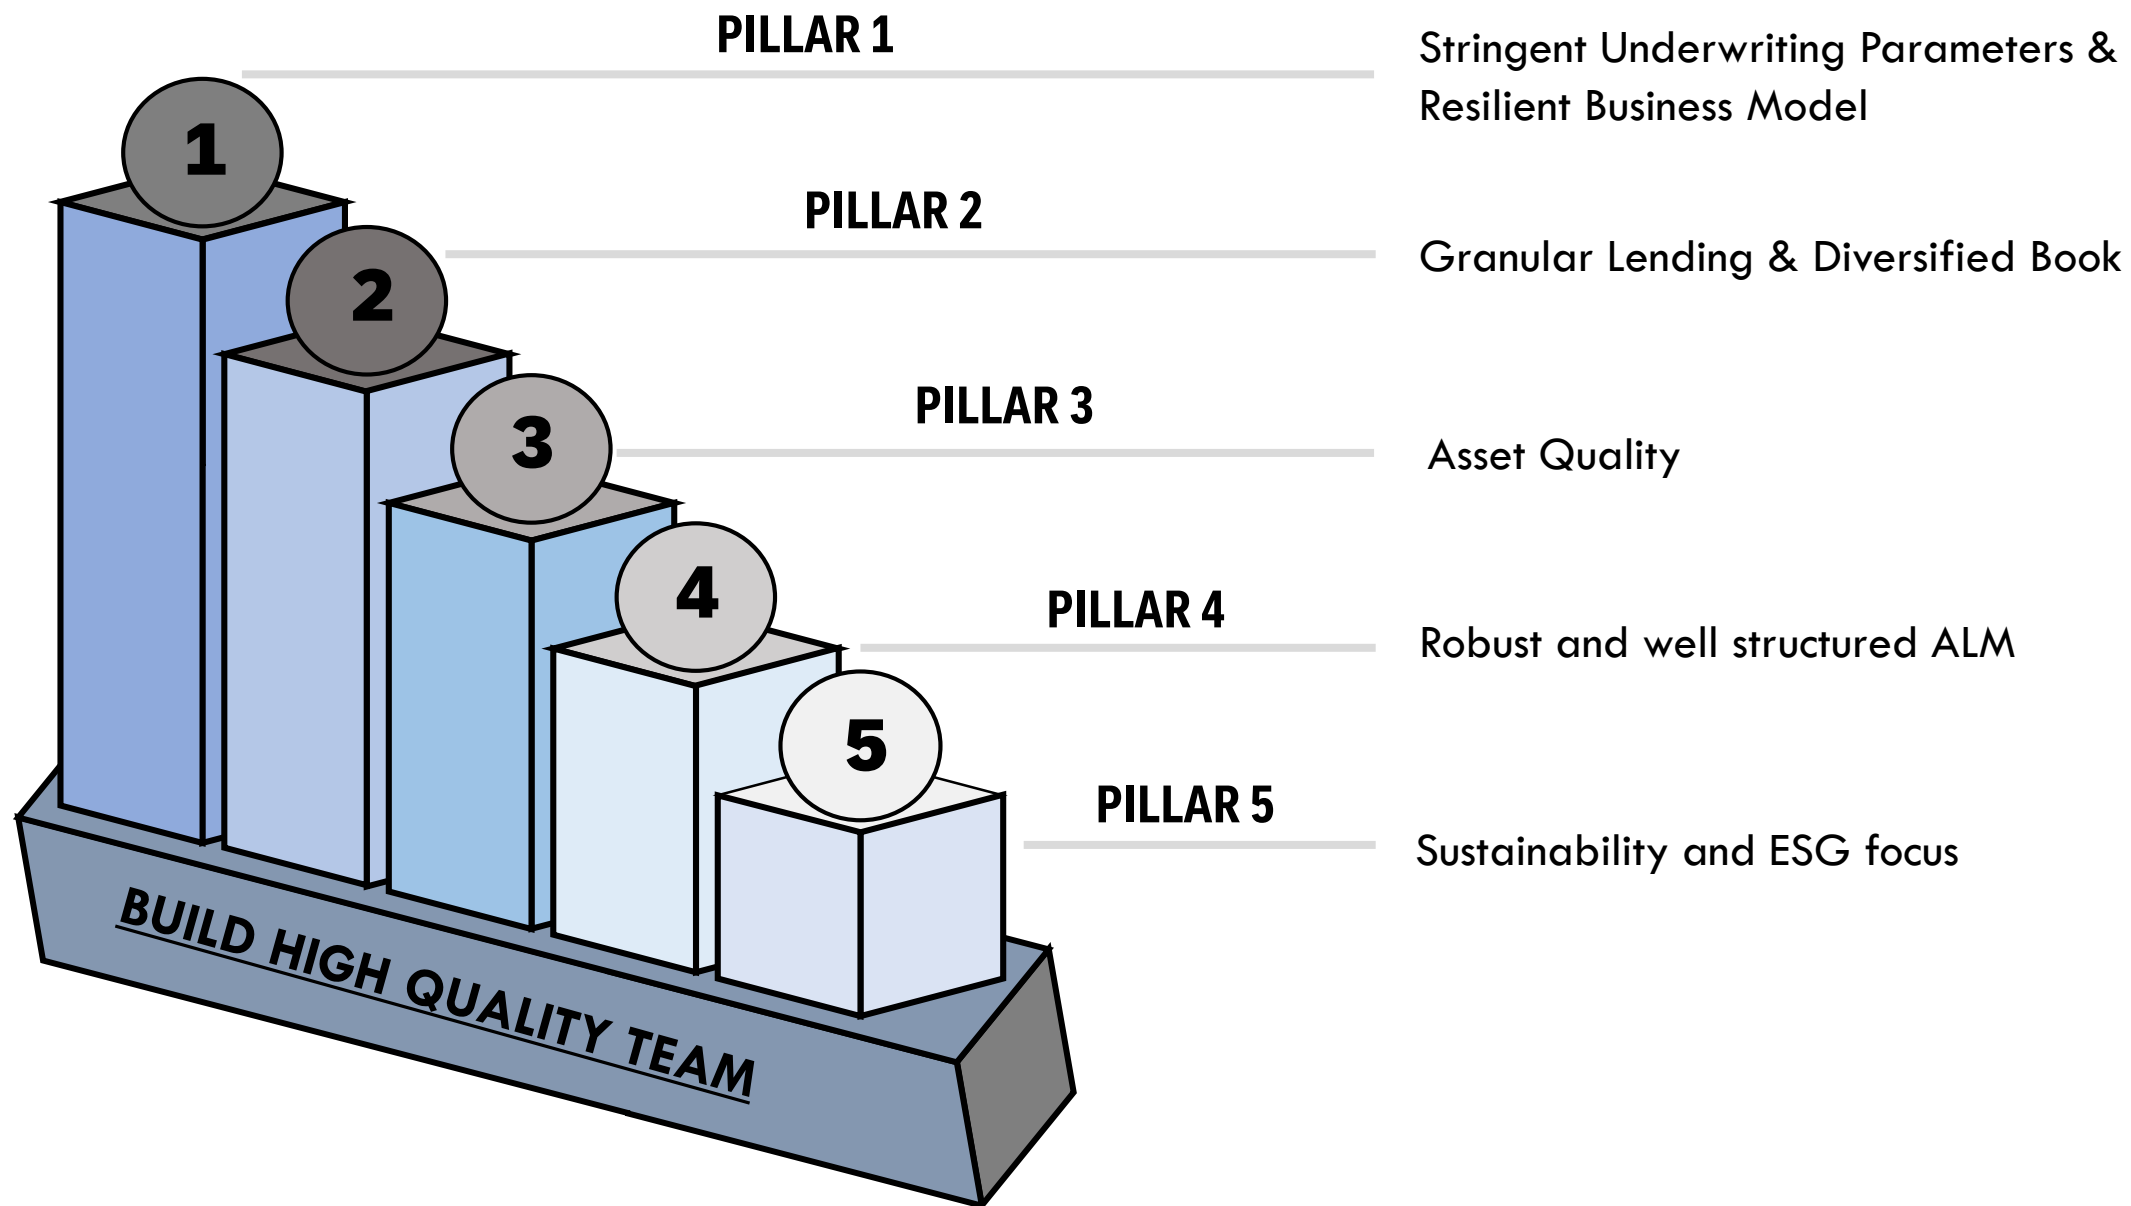 PILLAR 1
Stringent Underwriting Parameters &
Resilient Business Model
1
PILLAR 2
Granular Lending & Diversified Book
2
PILLAR 3
Asset Quality
3
PILLAR 4
Robust and well structured ALM
4
PILLAR 5
Sustainability and ESG focus
5
BUILD HIGH QUALITY TEAM